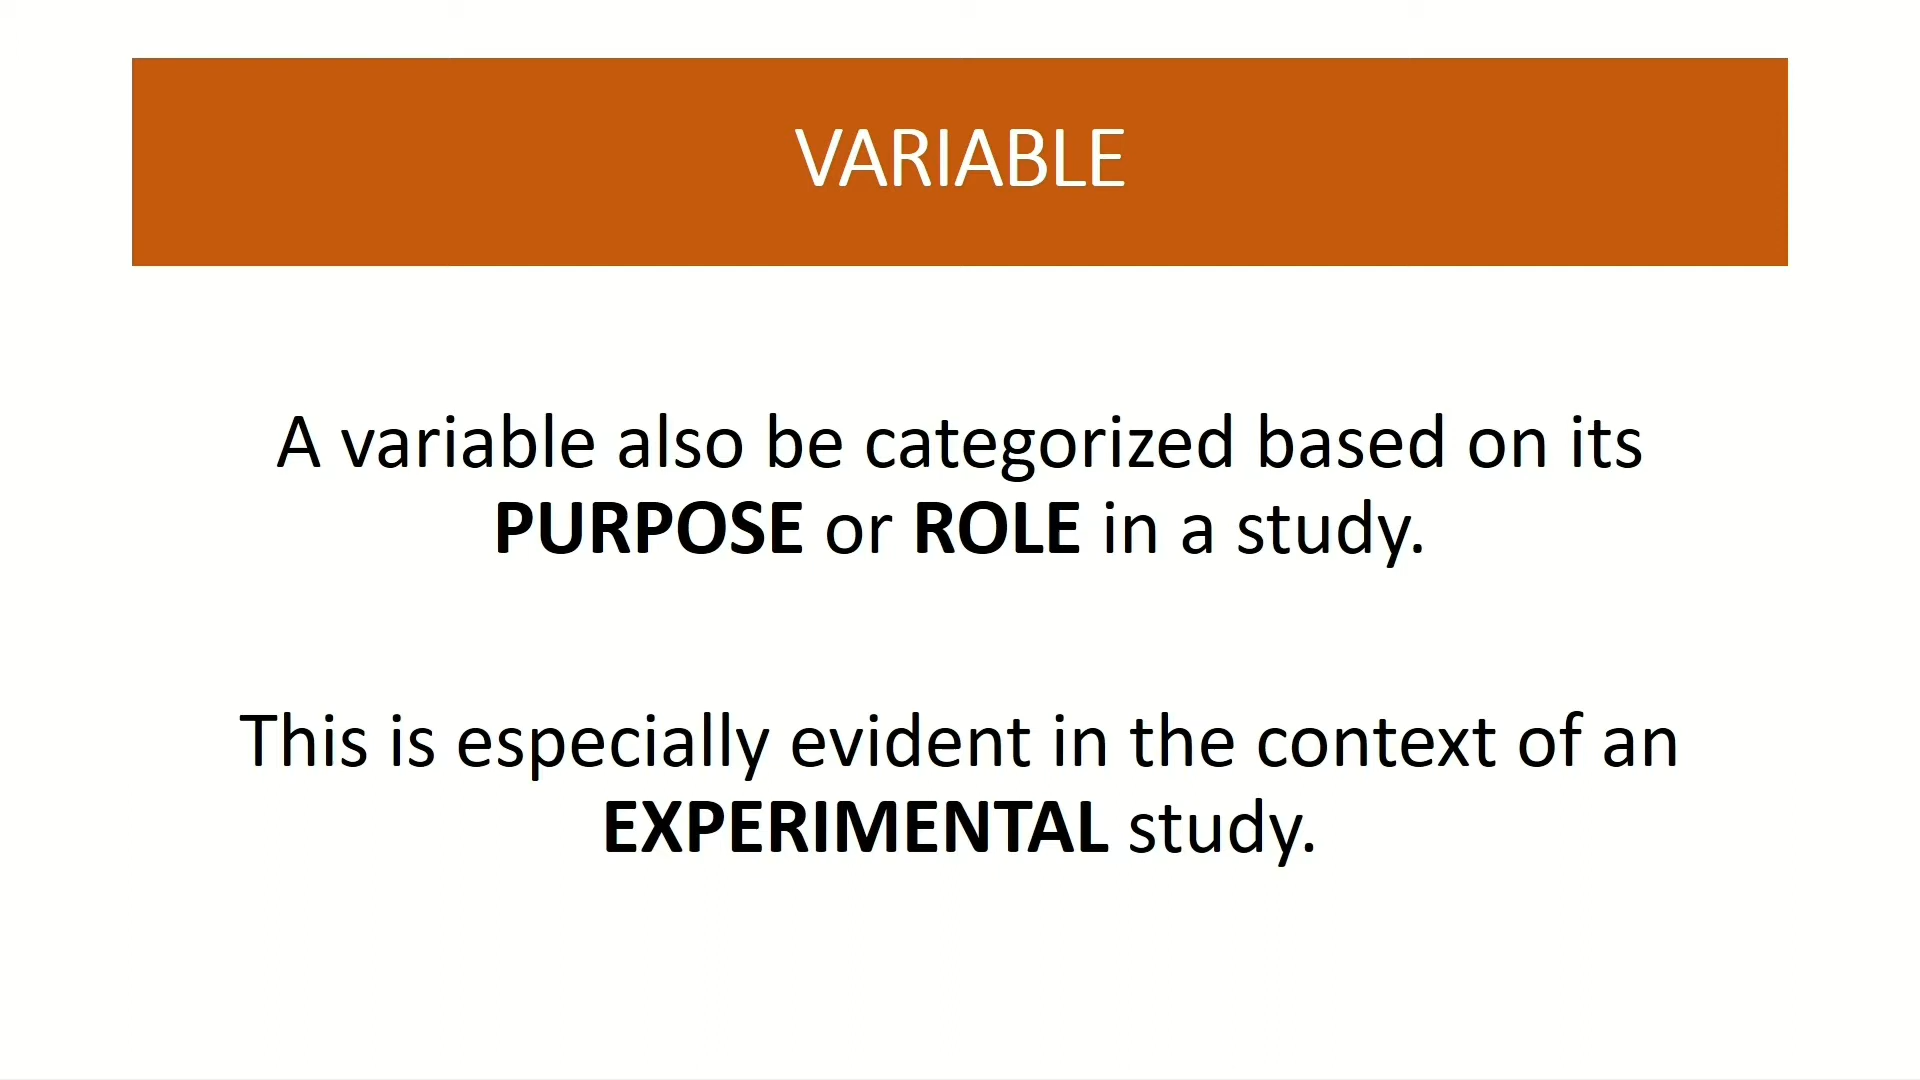 VARIABLE
A variable also be categorized based on its
PURPOSE or ROLE in a study.
This is especially evident in the context of an
EXPERIMENTAL study.